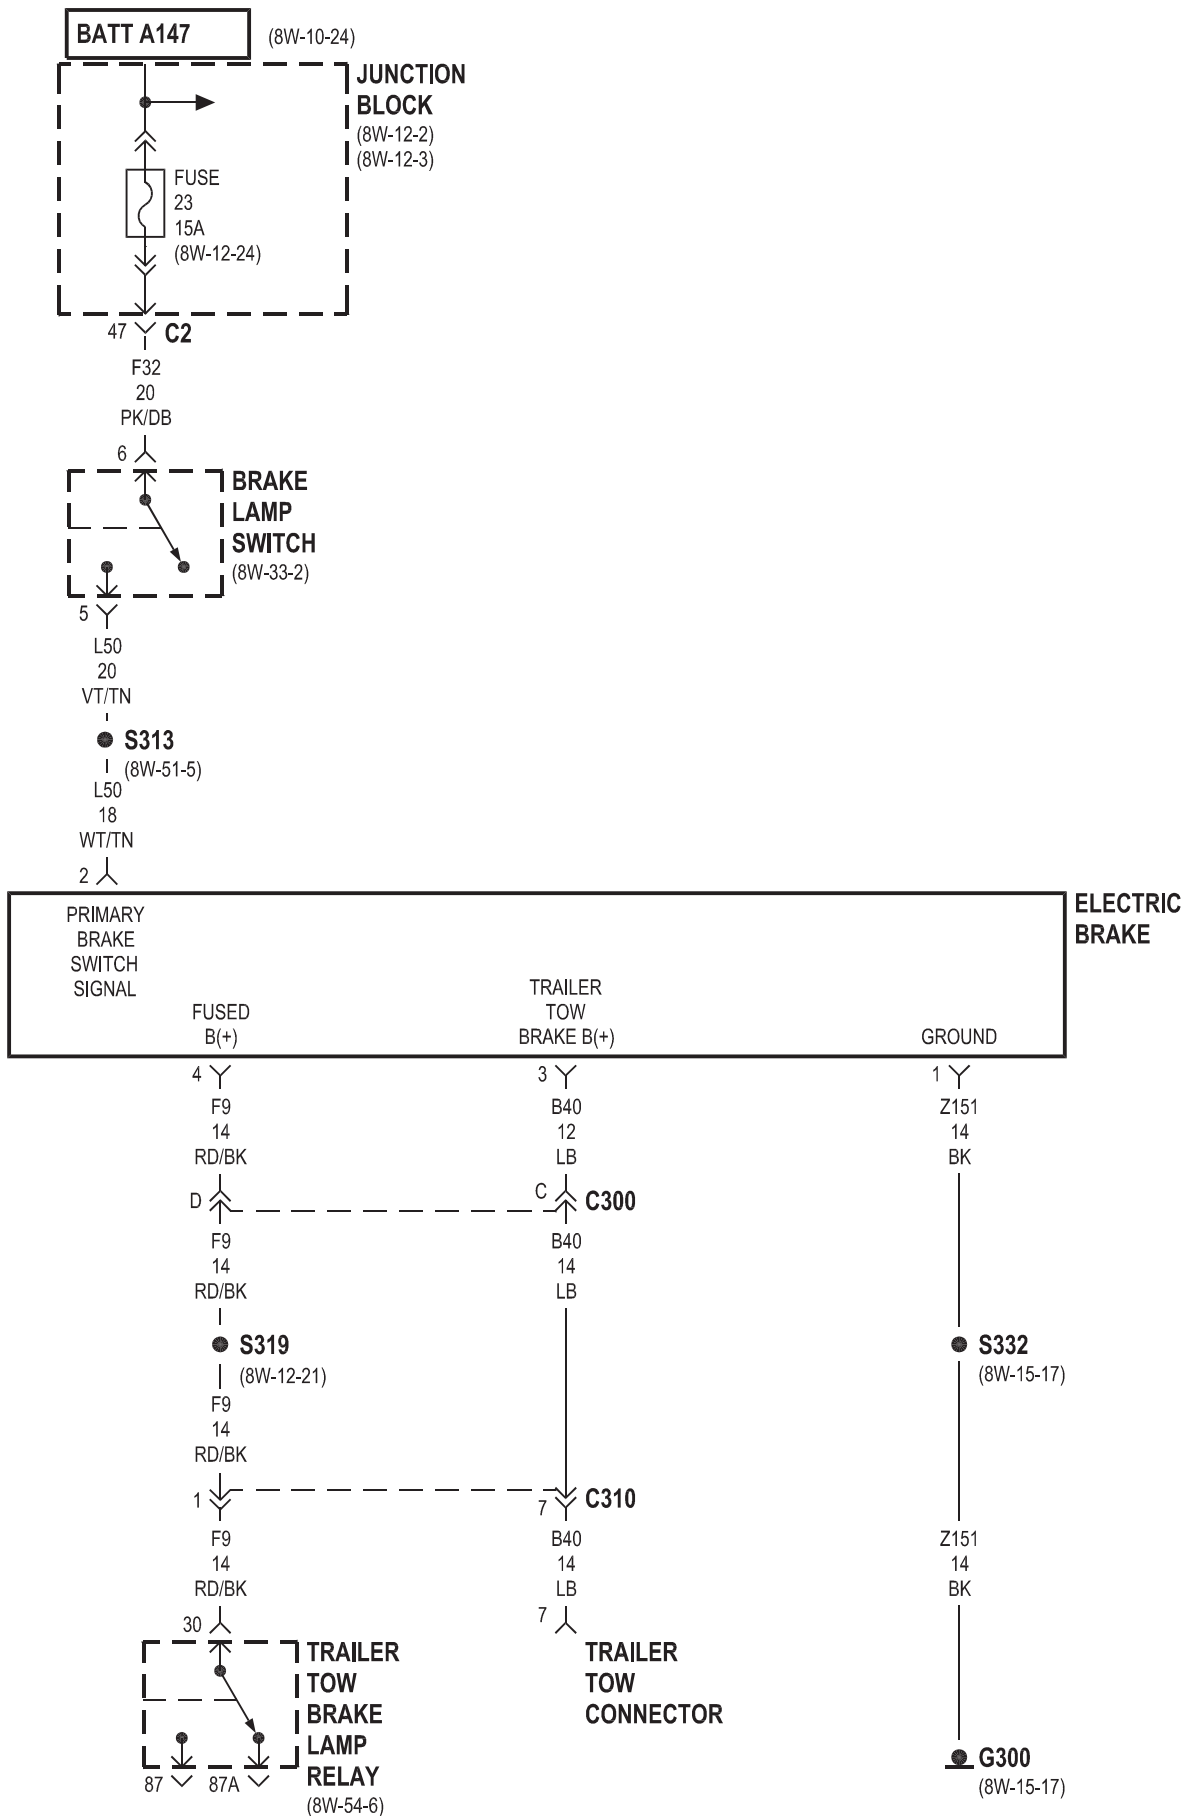 BATT A147
(8W-10-24)
JUNCTION
BLOCK
(8W-12-2)
(8W-12-3)
FUSE
23
15A
(8W-12-24)
47
C2
F32
20
PK/DB
6
BRAKE
LAMP
SWITCH
(8W-33-2)
5
L50
20
VT/TN
S313
(8W-51-5)
L50
18
WT/TN
2
ELECTRIC
BRAKE
PRIMARY
BRAKE
SWITCH
SIGNAL
FUSED
B(+)
TRAILER
TOW
BRAKE B(+)
GROUND
4
F9
14
RD/BK
3
B40
12
LB
1
Z151
14
BK
D
C
C300
F9
14
RD/BK
B40
14
LB
S319
(8W-12-21)
S332
(8W-15-17)
F9
14
RD/BK
1
7
C310
F9
14
RD/BK
B40
14
LB
Z151
14
BK
30
7
TRAILER
TOW
BRAKE
LAMP
RELAY
(8W-54-6)
87
87A
TRAILER
TOW
CONNECTOR
G300
(8W-15-17)